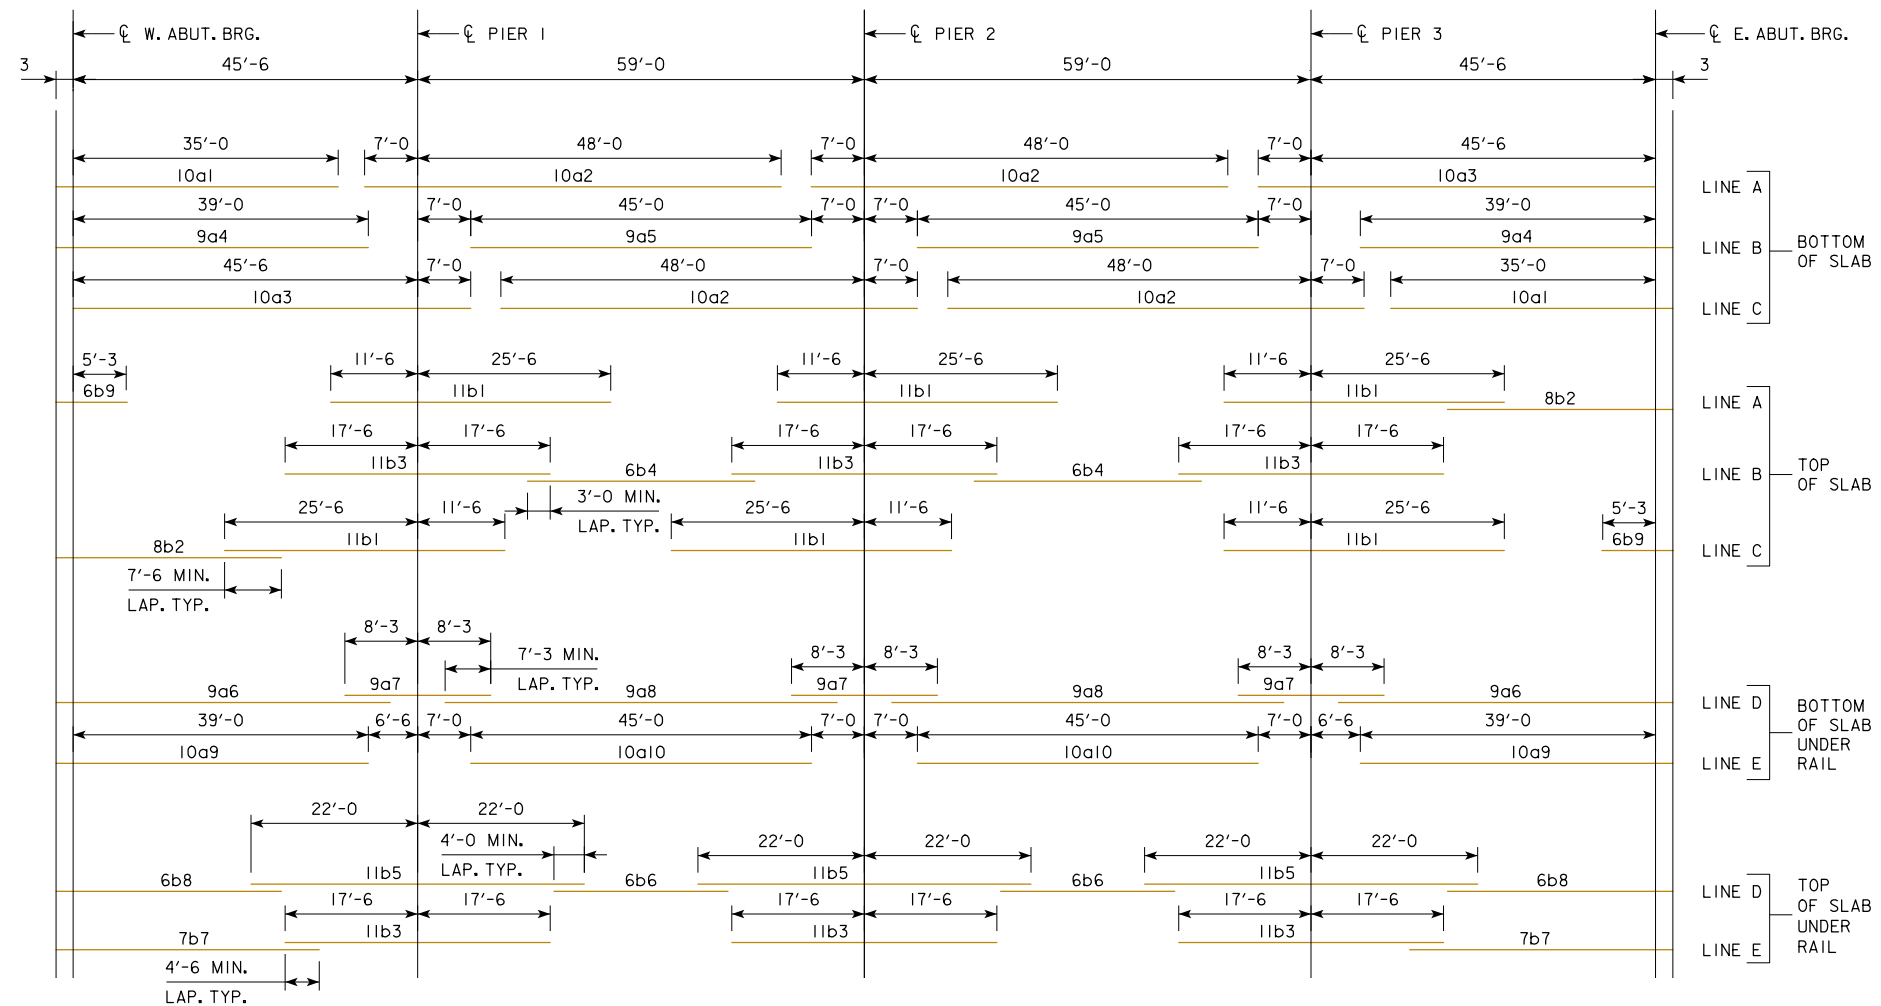 ℄ W. ABUT. BRG. ℄ PIER 1 ℄ PIER 2 ℄ PIER 3 ℄ E. ABUT. BRG.
3 45'-6 59'-0 59'-0 45'-6 3
35'-0 7'-0 48'-0 7'-0 48'-0 7'-0 45'-6
10a1 10a2 10a2 10a3 LINE A
39'-0 7'-0 45'-0 7'-0 7'-0 45'-0 7'-0 39'-0
9a4 9a5 9a5 9a4 LINE B
BOTTOM
OF SLAB
45'-6 7'-0 48'-0 7'-0 48'-0 7'-0 35'-0
10a3 10a2 10a2 10a1 LINE C
5'-3 11'-6 25'-6 11'-6 25'-6 11'-6 25'-6
6b9 11b1 11b1 11b1 8b2 LINE A
17'-6 17'-6 17'-6 17'-6 17'-6 17'-6
11b3 6b4 11b3 6b4 11b3 LINE B
TOP
OF SLAB
3'-0 MIN.
LAP. TYP.
25'-6 11'-6 25'-6 11'-6 11'-6 25'-6 5'-3
8b2 11b1 11b1 11b1 6b9 LINE C
7'-6 MIN.
LAP. TYP.
8'-3 8'-3 8'-3 8'-3 8'-3 8'-3
7'-3 MIN.
LAP. TYP.
9a6 9a7 9a8 9a7 9a8 9a7 9a6 LINE D
39'-0 6'-6 7'-0 45'-0 7'-0 7'-0 45'-0 7'-0 6'-6 39'-0
10a9 10a10 10a10 10a9 LINE E
BOTTOM
OF SLAB
UNDER
RAIL
22'-0 22'-0 22'-0 22'-0 22'-0 22'-0
4'-0 MIN.
LAP. TYP.
6b8 11b5 6b6 11b5 6b6 11b5 6b8 LINE D
17'-6 17'-6 17'-6 17'-6 17'-6 17'-6
7b7 11b3 11b3 11b3 7b7 LINE E
TOP
OF SLAB
UNDER
RAIL
4'-6 MIN.
LAP. TYP.